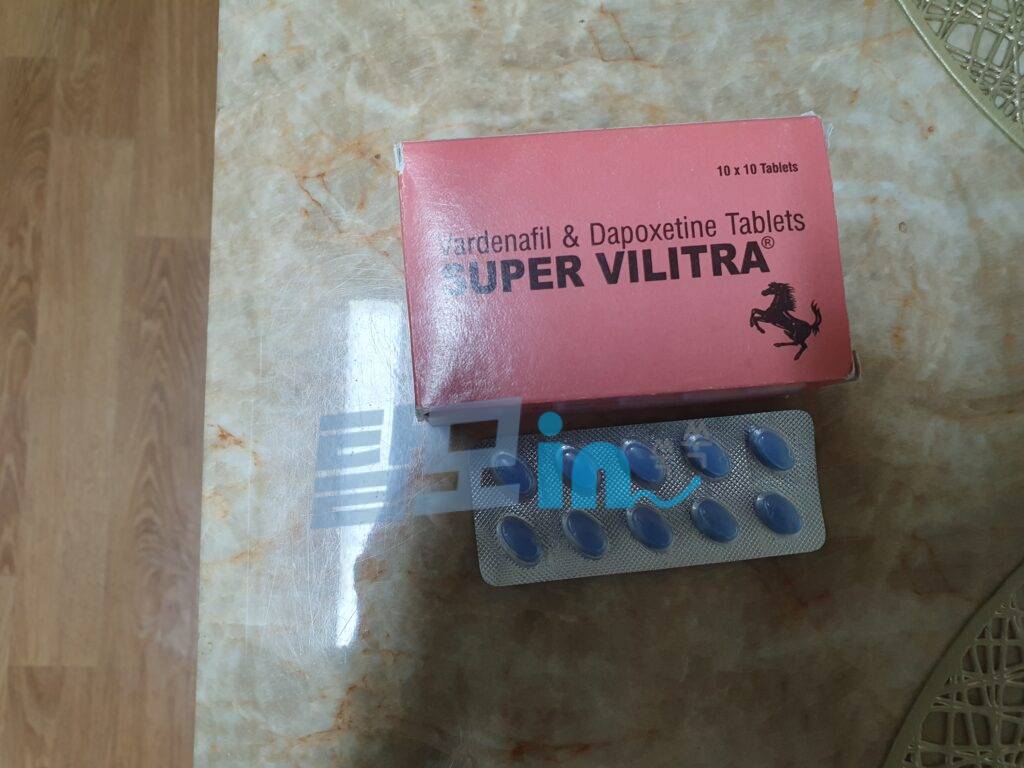 10 x 10 Tablets
Vardenafil & Dapoxetine Tablets
SUPER VILITRA®
in